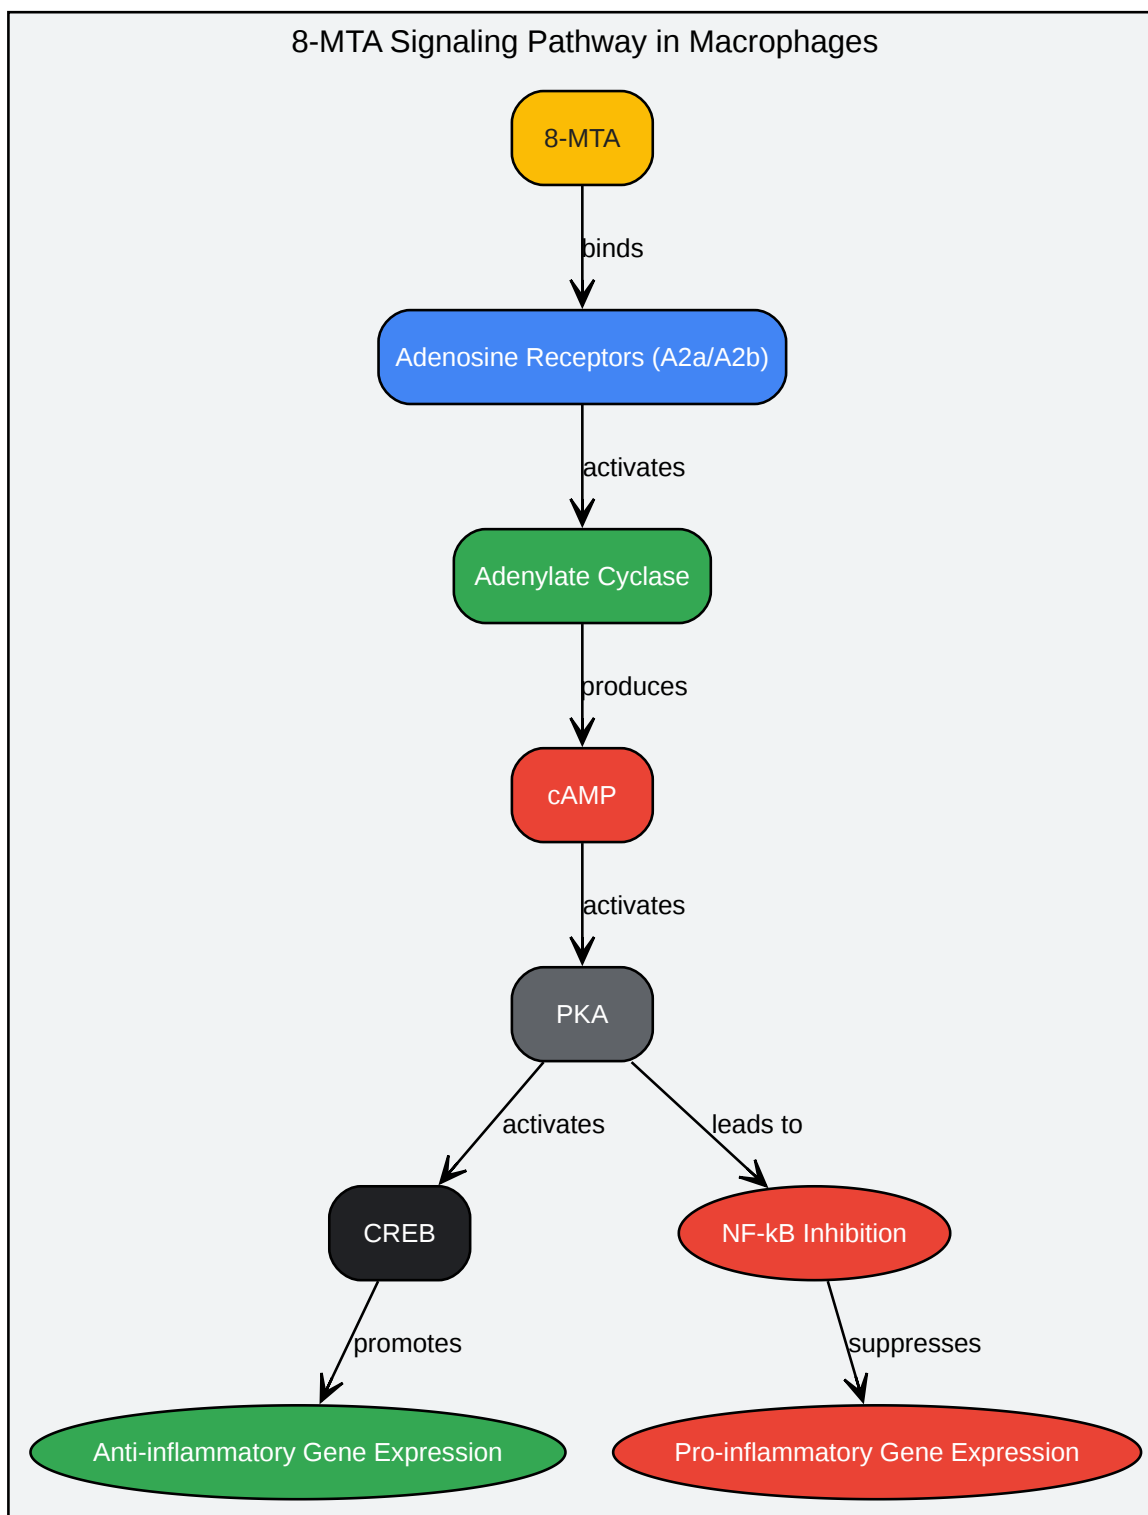 8-MTA Signaling Pathway in Macrophages
8-MTA
binds
Adenosine Receptors (A2a/A2b)
activates
Adenylate Cyclase
produces
cAMP
activates
PKA
activates
leads to
CREB
NF-kB Inhibition
promotes
suppresses
Anti-inflammatory Gene Expression
Pro-inflammatory Gene Expression